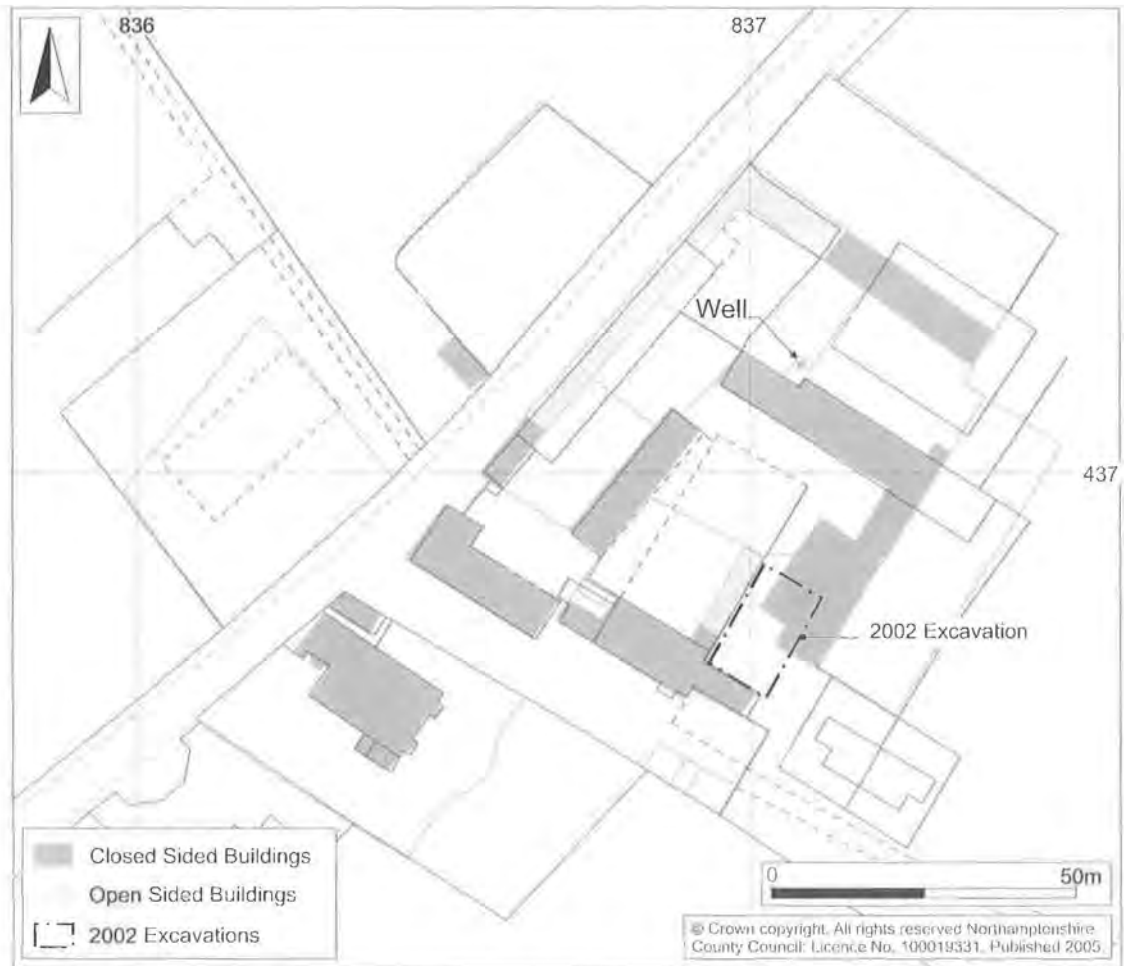 836
837
Well
437
2002 Excavation
Closed Sided Buildings
Open Sided Buildings
2002 Excavations
0
50m
© Crown copyright. All rights reserved Northamptonshire
County Council: Licence No. 100019331. Published 2005.